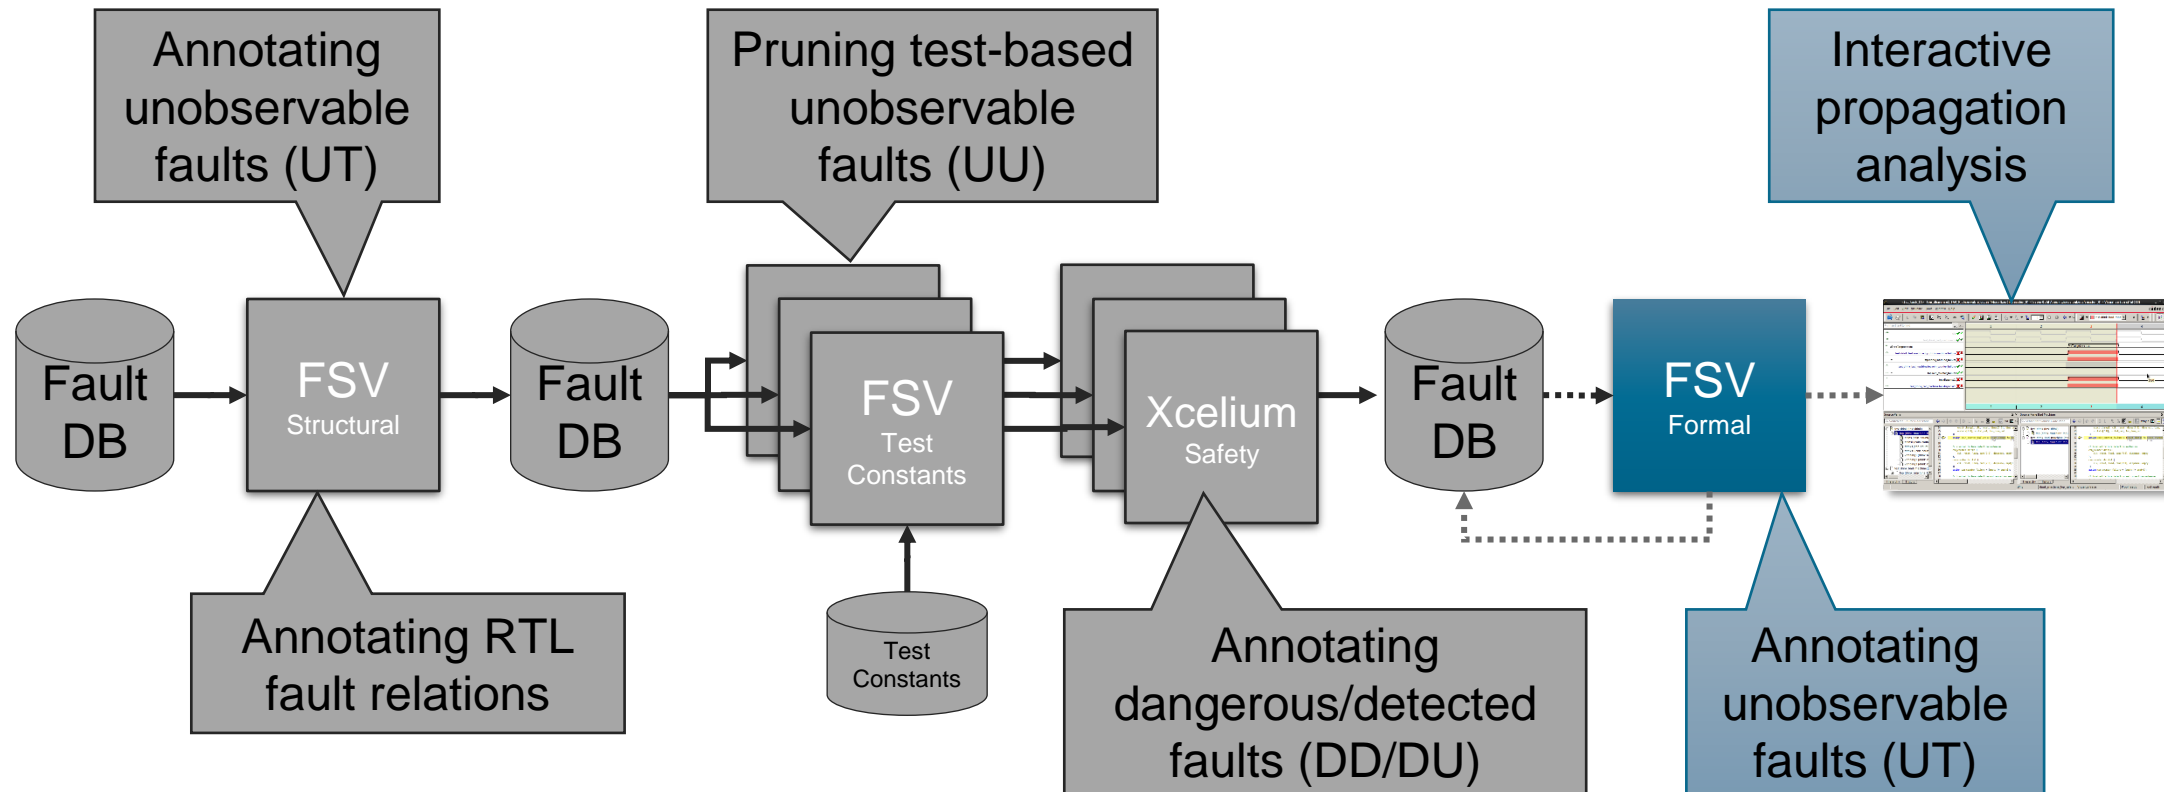 Annotating
unobservable
faults (UT)
Pruning test-based
unobservable
faults (UU)
Interactive
propagation
analysis
Fault
DB
FSV
Structural
Fault
DB
FSV
Test
Constants
Xcelium
Safety
Fault
DB
FSV
Formal
Annotating RTL
fault relations
Test
Constants
Annotating
dangerous/detected
faults (DD/DU)
Annotating
unobservable
faults (UT)